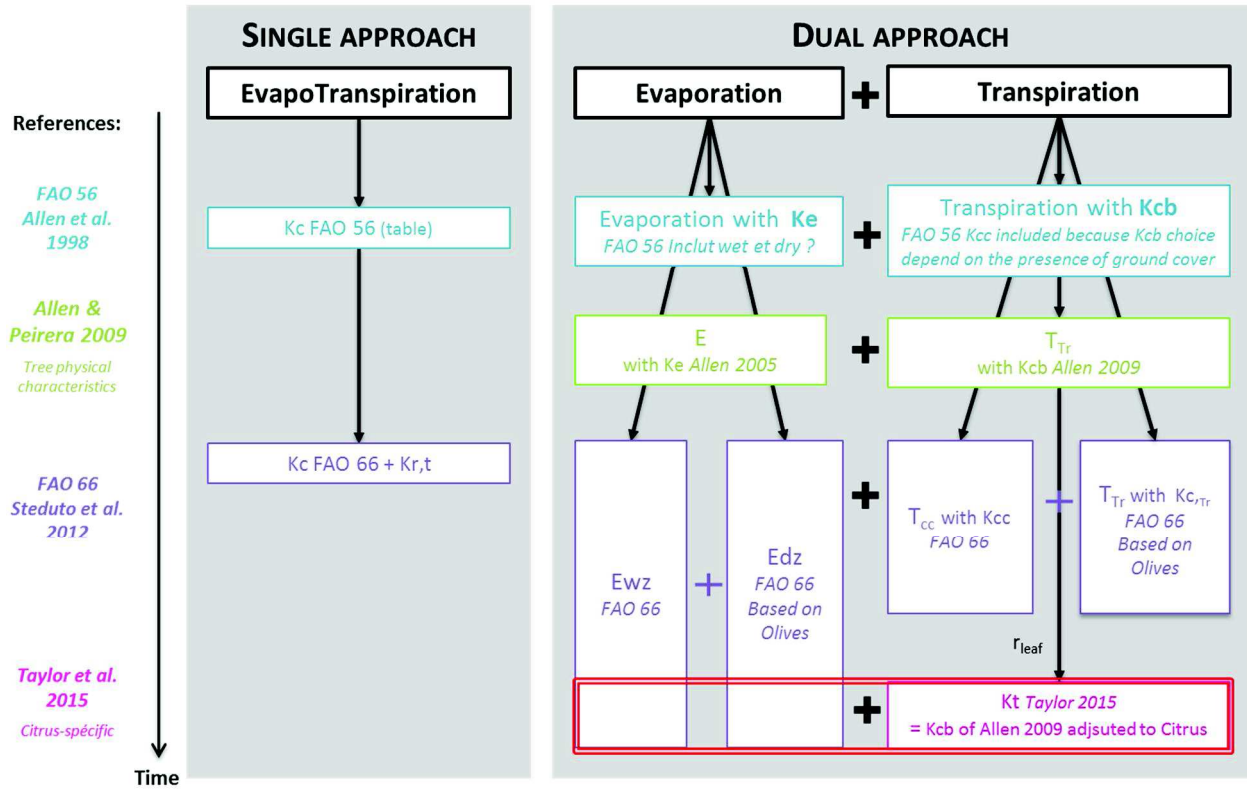 SINGLE APPROACH
DUAL APPROACH
EvapoTranspiration
Evaporation
+
Transpiration
References:
FAO 56
Allen et al.
1998
Kc FAO 56 (table)
Evaporation with Ke
FAO 56 Inclut wet et dry ?
+
Transpiration with Kcb
FAO 56 Kcc included because Kcb choice
depend on the presence of ground cover
Allen &
Peirera 2009
Tree physical
characteristics
E
with Ke Allen 2005
+
TTr
with Kcb Allen 2009
FAO 66
Steduto et al.
2012
Kc FAO 66 + Kr,t
Ewz
FAO 66
+
Edz
FAO 66
Based on
Olives
+
Tcc with Kcc
FAO 66
+
TTr with Kc,Tr
FAO 66
Based on
Olives
rleaf
Taylor et al.
2015
Citrus-spécific
+
Kt Taylor 2015
= Kcb of Allen 2009 adjsuted to Citrus
Time